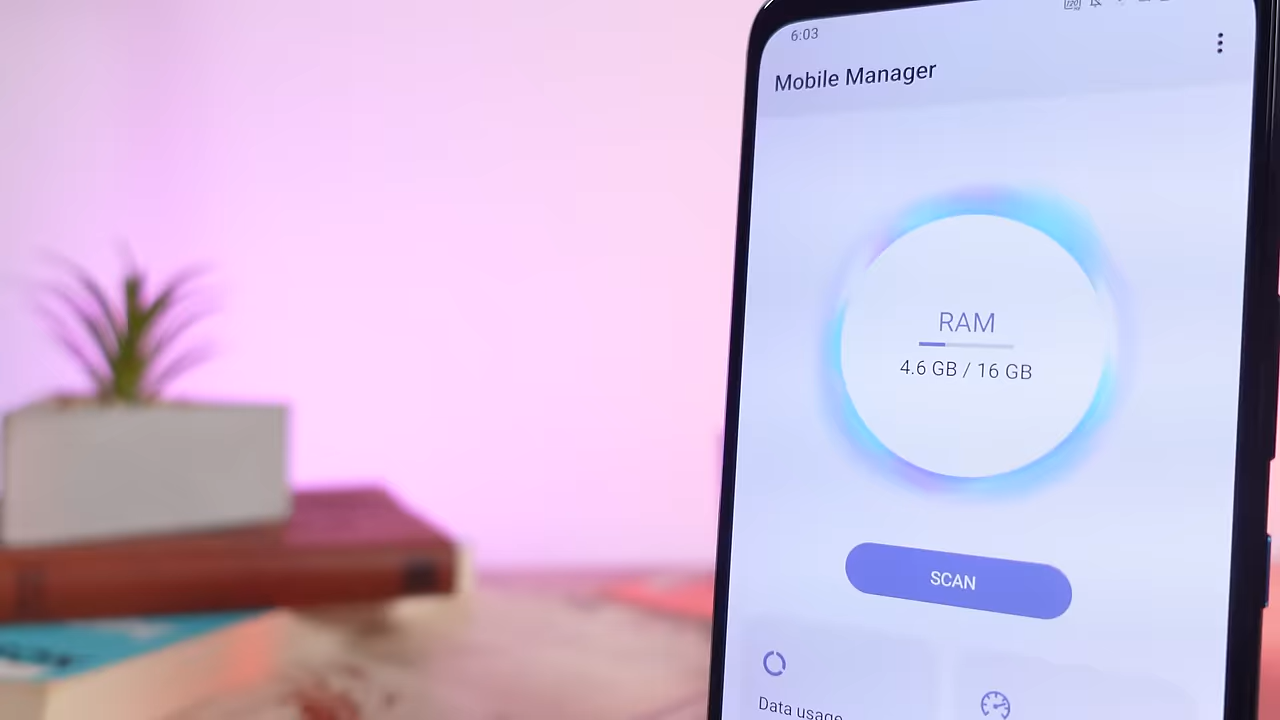 6:03
Mobile Manager
RAM
4.6 GB / 16 GB
SCAN
Data usage